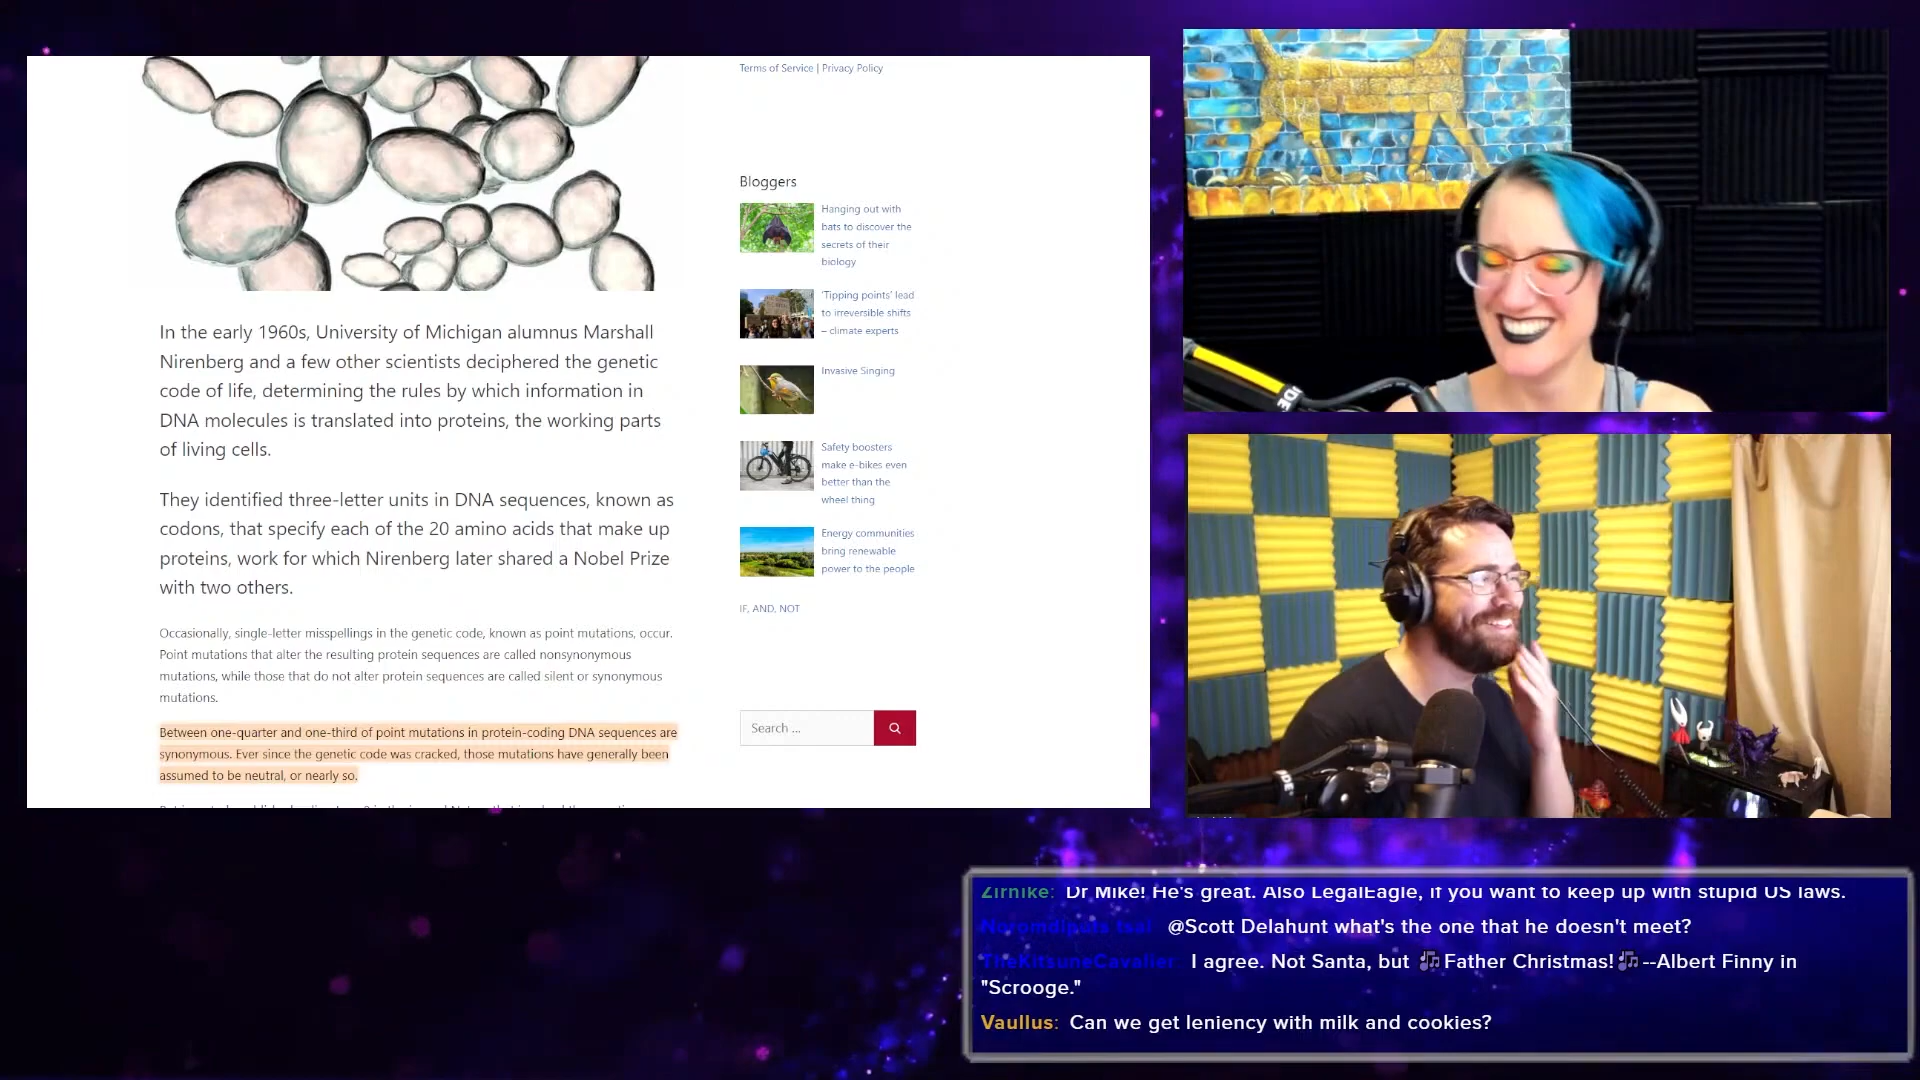 Terms of Service | Privacy Policy
Bloggers
Hanging out with
bats to discover the
secrets of their
biology
'Tipping points' lead
to irreversible shifts
– climate experts
Invasive Singing
Safety boosters
make e-bikes even
better than the
wheel thing
Energy communities
bring renewable
power to the people
IF, AND, NOT
Search ...
In the early 1960s, University of Michigan alumnus Marshall
Nirenberg and a few other scientists deciphered the genetic
code of life, determining the rules by which information in
DNA molecules is translated into proteins, the working parts
of living cells.
They identified three-letter units in DNA sequences, known as
codons, that specify each of the 20 amino acids that make up
proteins, work for which Nirenberg later shared a Nobel Prize
with two others.
Occasionally, single-letter misspellings in the genetic code, known as point mutations, occur.
Point mutations that alter the resulting protein sequences are called nonsynonymous
mutations, while those that do not alter protein sequences are called silent or synonymous
mutations.
Between one-quarter and one-third of point mutations in protein-coding DNA sequences are
synonymous. Ever since the genetic code was cracked, those mutations have generally been
assumed to be neutral, or nearly so.
Zirnike: Dr Mike! He's great. Also LegalEagle, if you want to keep up with stupid US laws.
@Scott Delahunt what's the one that he doesn't meet?
TheKitsuneCavalier I agree. Not Santa, but 🎶Father Christmas!🎶--Albert Finny in
"Scrooge."
Vaullus: Can we get leniency with milk and cookies?